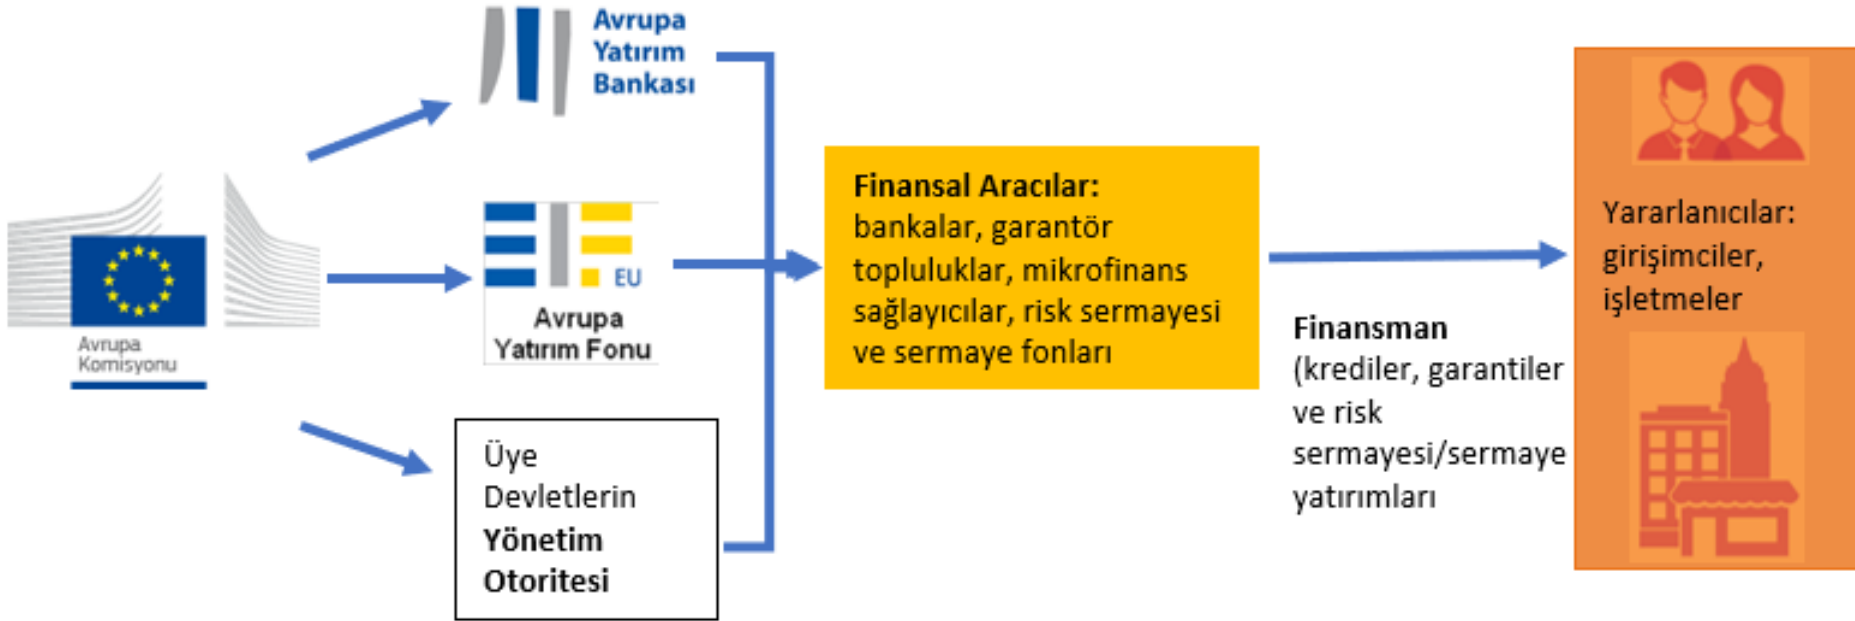 Avrupa
Komisyonu
Avrupa
Yatırım
Bankası
EU
Avrupa
Yatırım Fonu
Üye
Devletlerin
Yönetim
Otoritesi
Finansal Aracılar:
bankalar, garantör
topluluklar, mikrofinans
sağlayıcılar, risk sermayesi
ve sermaye fonları
Finansman
(krediler, garantiler
ve risk
sermayesi/sermaye
yatırımları
Yararlanıcılar:
girişimciler,
işletmeler